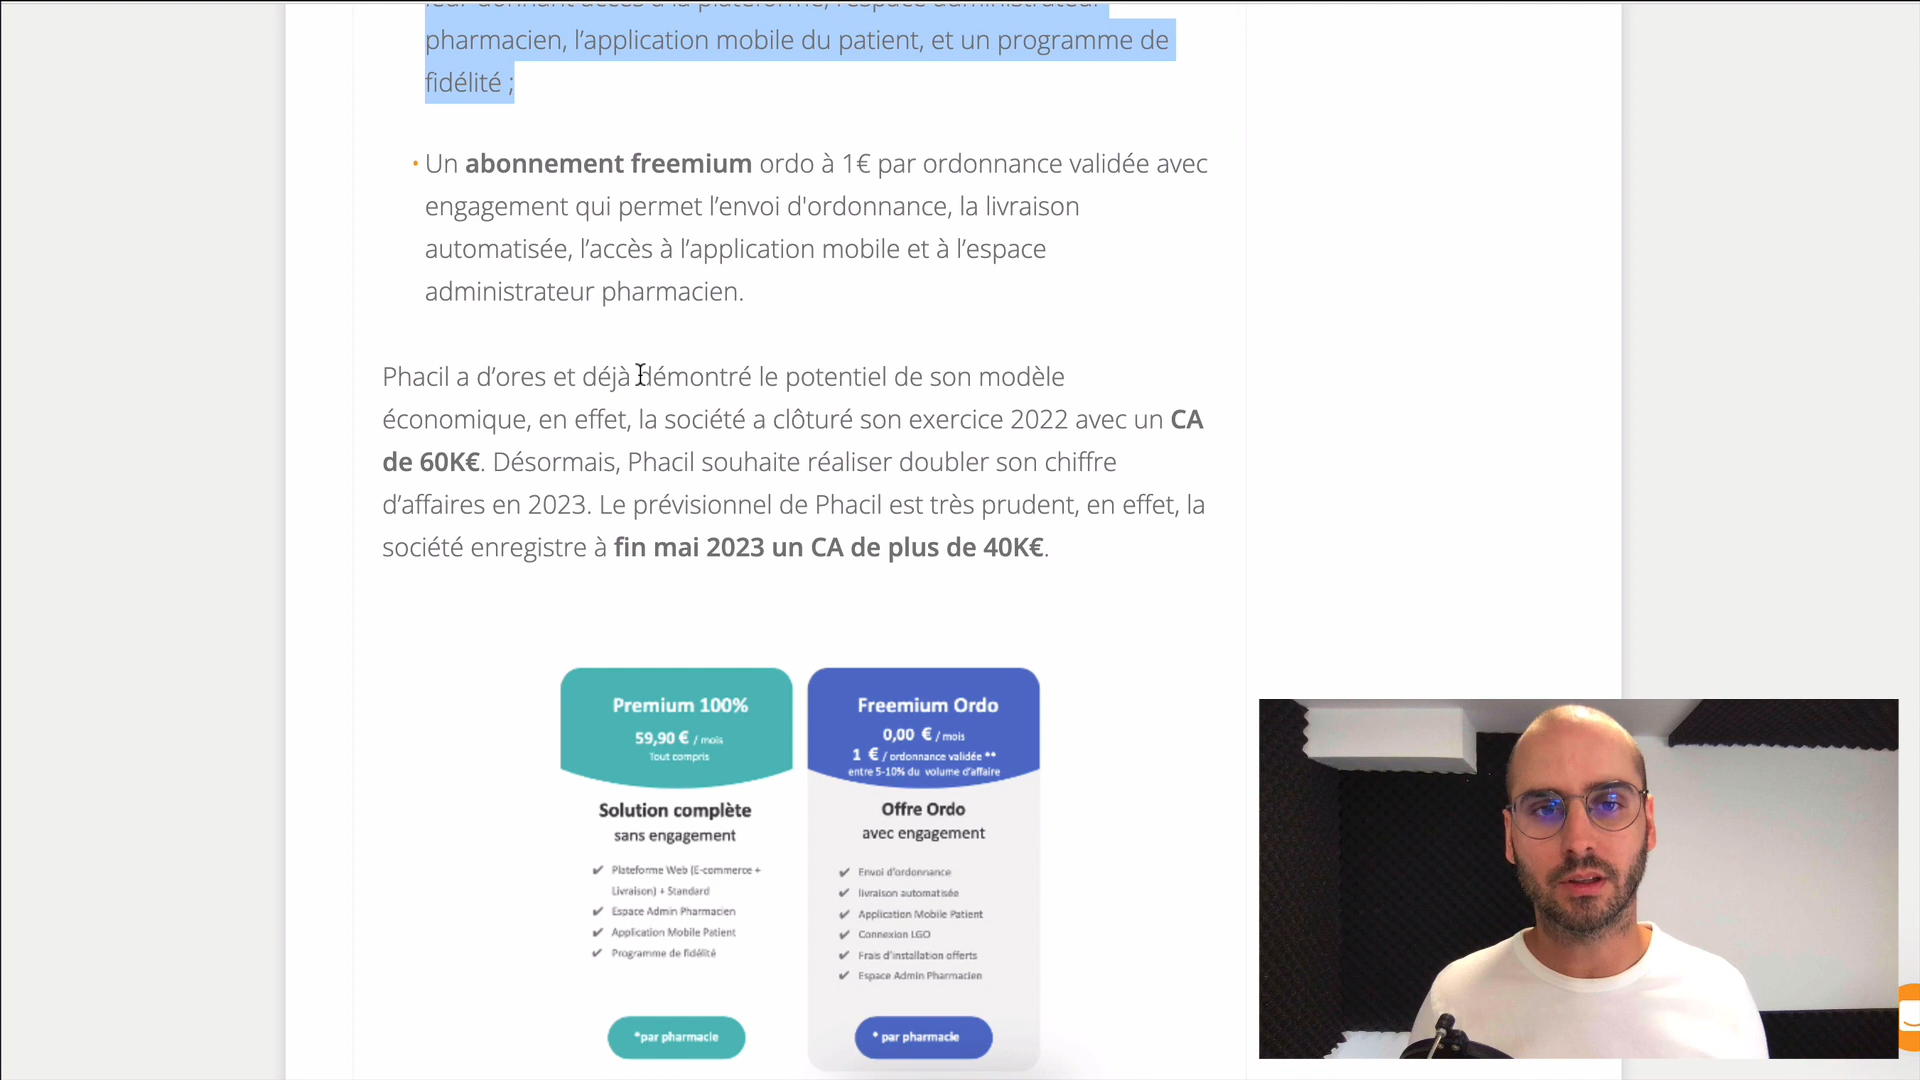 pharmacien, l’application mobile du patient, et un programme de
fidélité ;
• Un abonnement freemium ordo à 1€ par ordonnance validée avec
engagement qui permet l’envoi d'ordonnance, la livraison
automatisée, l’accès à l’application mobile et à l’espace
administrateur pharmacien.
Phacil a d’ores et déjà démontré le potentiel de son modèle
économique, en effet, la société a clôturé son exercice 2022 avec un CA
de 60K€. Désormais, Phacil souhaite réaliser doubler son chiffre
d’affaires en 2023. Le prévisionnel de Phacil est très prudent, en effet, la
société enregistre à fin mai 2023 un CA de plus de 40K€.
Premium 100%
59,90 € / mois
Tout compris
Solution complète
sans engagement
✔ Plateforme Web (E-commerce +
Livraison) + Standard
✔ Espace Admin Pharmacien
✔ Application Mobile Patient
✔ Programme de fidélité
*par pharmacie
Freemium Ordo
0,00 € / mois
1 € / ordonnance validée **
entre 5-10% du volume d’affaire
Offre Ordo
avec engagement
✔ Envoi d’ordonnance
✔ livraison automatisée
✔ Application Mobile Patient
✔ Connexion LGO
✔ Frais d’installation offerts
✔ Espace Admin Pharmacien
* par pharmacie